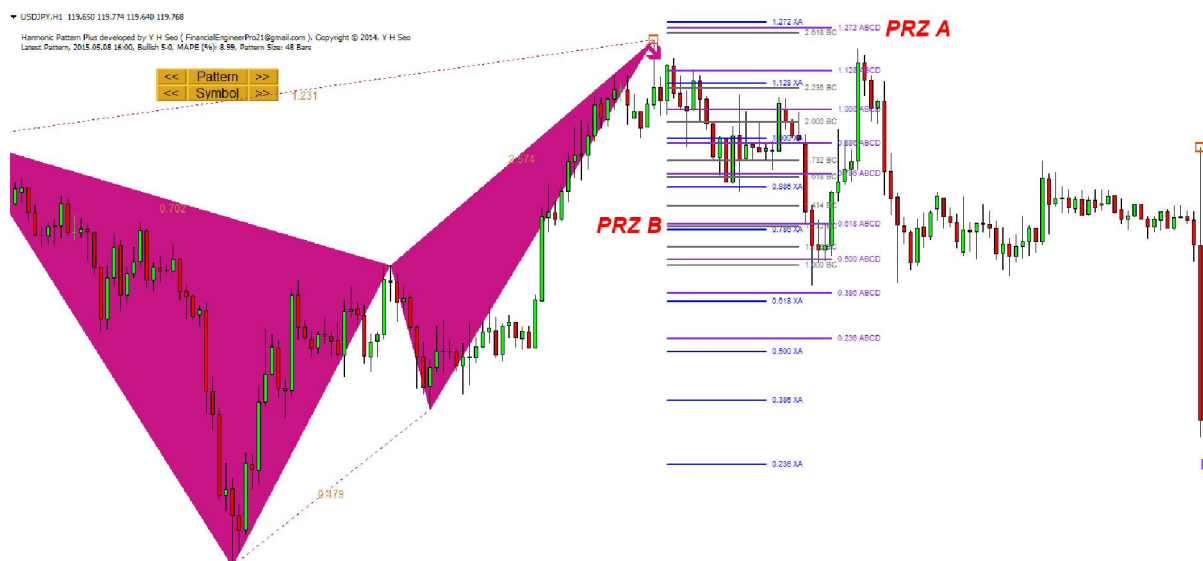 USDJPY,H1 119.650 119.774 119.640 119.768
Harmonic Pattern Plus developed by Y H Seo ( FinancialEngineerPro21@gmail.com ). Copyright © 2014, Y H Seo
Latest Pattern, 2015.05.08 16:00, Bullish 5-0, MAPE (%): 8.99, Pattern Size: 48 Bars
<< Pattern >>
<< Symbol >>
1.231
0.702
2.574
0.479
1.272 XA
1.272 ABCD
PRZ A
2.618 BC
1.128 ABCD
1.128 XA
2.236 BC
1.000 ABCD
2.000 BC
1.000 XA
0.886 ABCD
0.886 XA
PRZ B
0.618 ABCD
0.786 XA
0.500 ABCD
1.000 BC
0.386 ABCD
0.618 XA
0.236 ABCD
0.500 XA
0.386 XA
0.236 XA